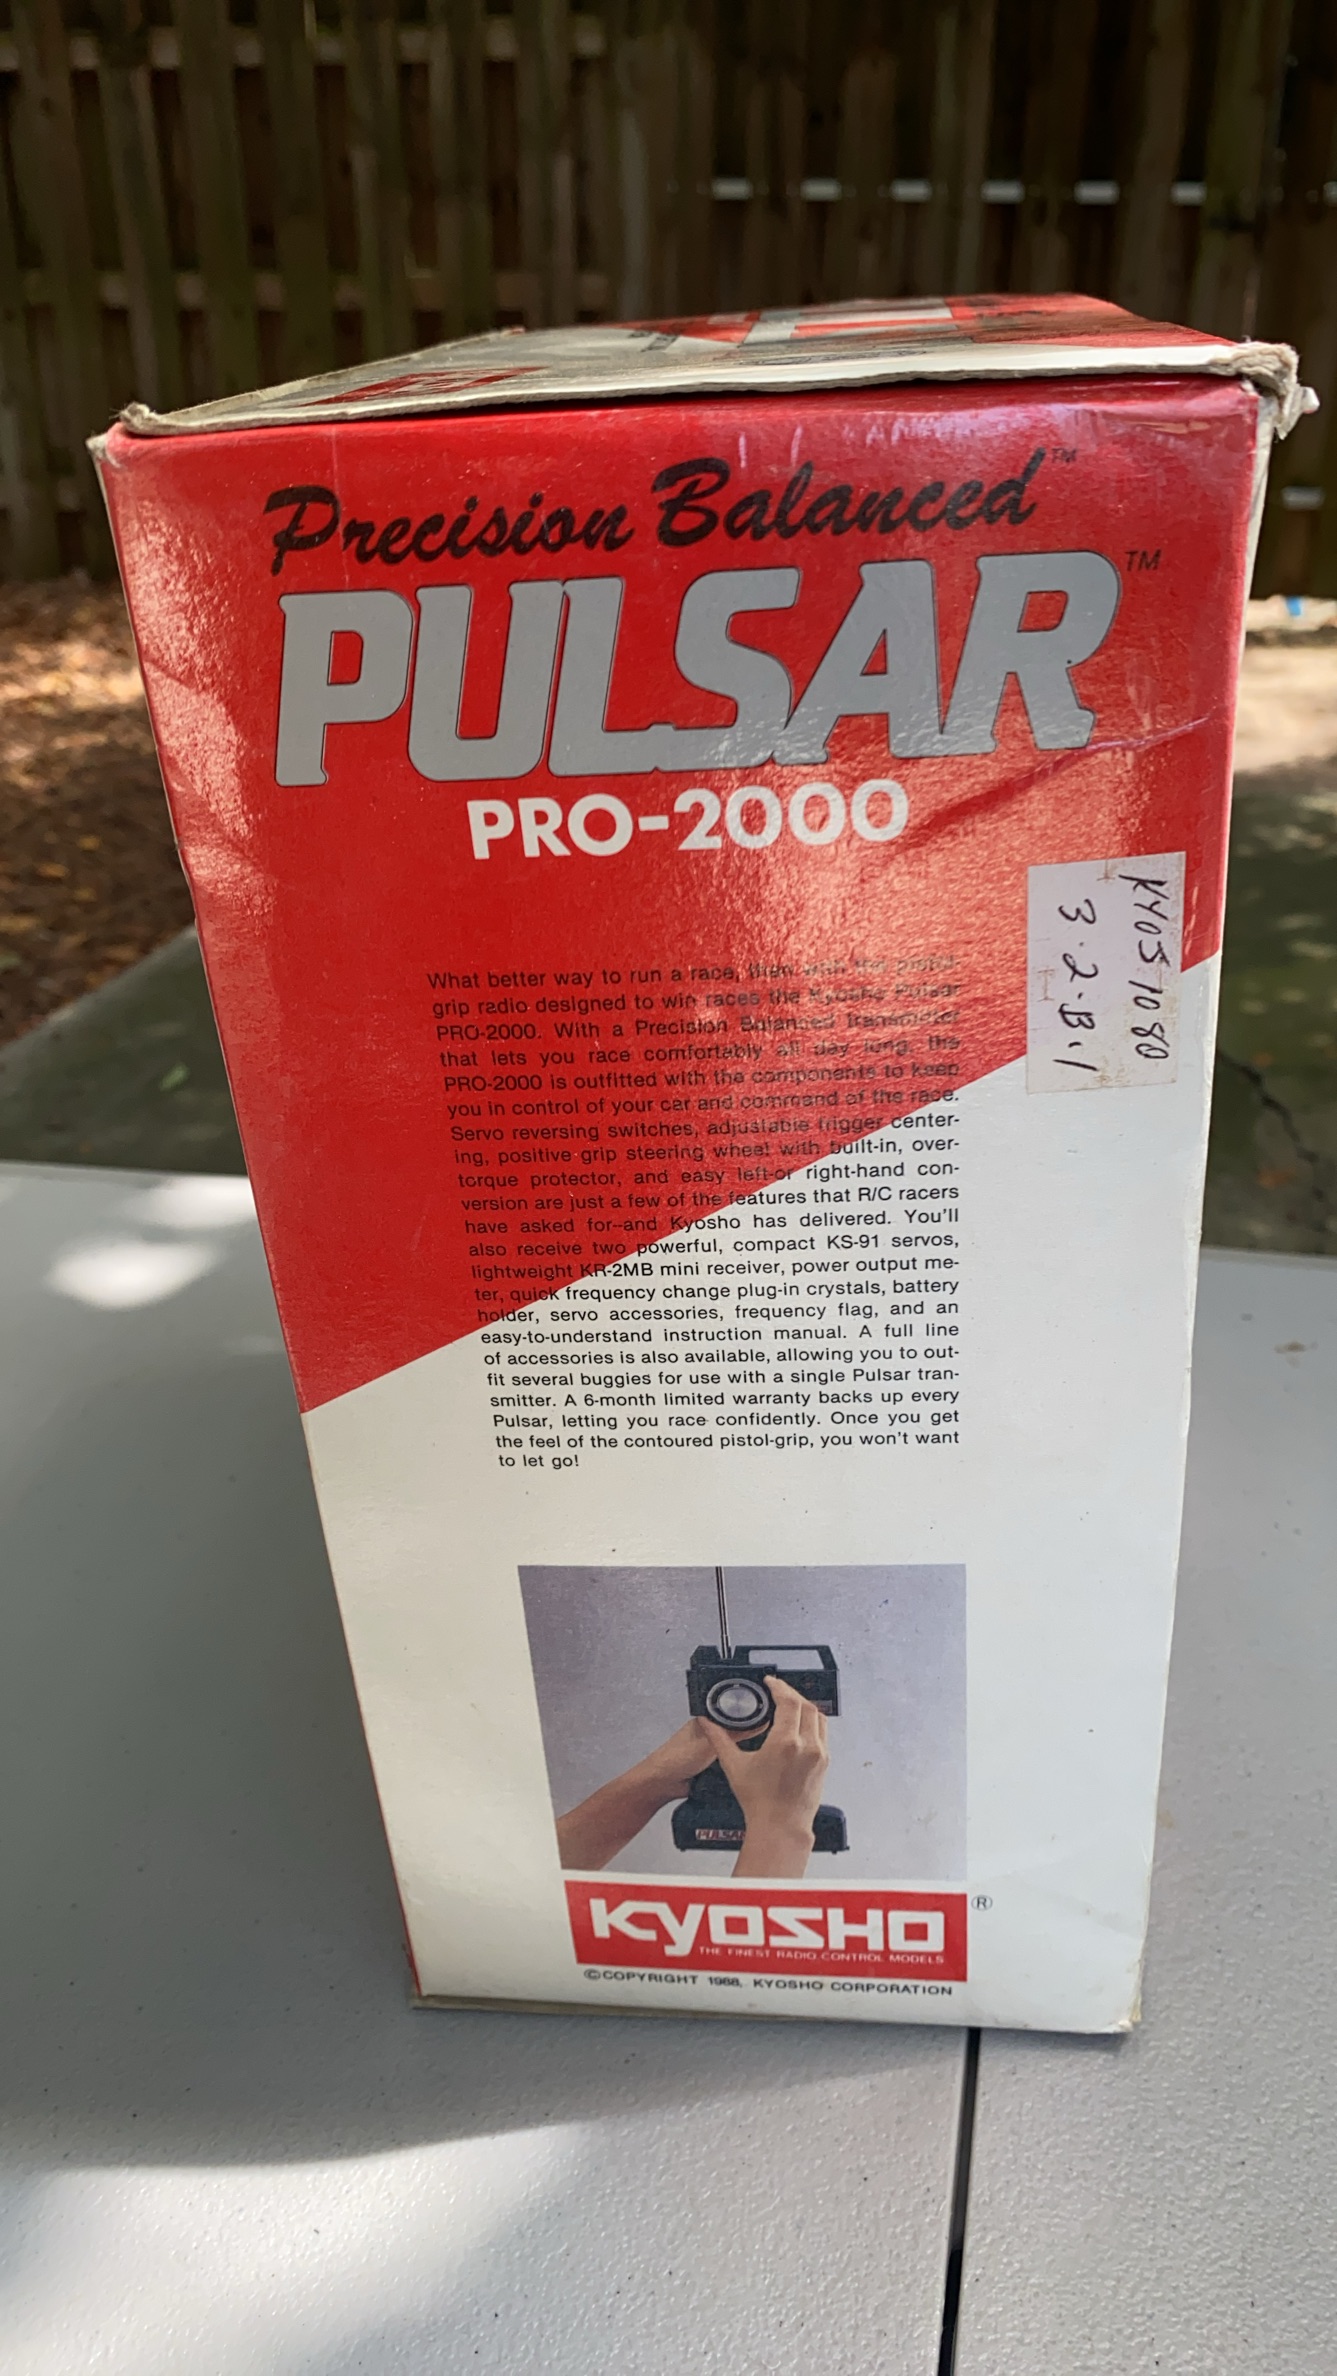 Precision Balanced™
PULSAR™
PRO-2000
KYOS 1080
3·2·B·1
What better way to run a race, than with the pistol-
grip radio designed to win races the Kyosho Pulsar
PRO-2000. With a Precision Balanced Transmitter
that lets you race comfortably all day long, the
PRO-2000 is outfitted with the components to keep
you in control of your car and command of the race.
Servo reversing switches, adjustable trigger center-
ing, positive grip steering wheel with built-in, over-
torque protector, and easy left-or right-hand con-
version are just a few of the features that R/C racers
have asked for--and Kyosho has delivered. You'll
also receive two powerful, compact KS-91 servos,
lightweight KR-2MB mini receiver, power output me-
ter, quick frequency change plug-in crystals, battery
holder, servo accessories, frequency flag, and an
easy-to-understand instruction manual. A full line
of accessories is also available, allowing you to out-
fit several buggies for use with a single Pulsar tran-
smitter. A 6-month limited warranty backs up every
Pulsar, letting you race confidently. Once you get
the feel of the contoured pistol-grip, you won't want
to let go!
PULSAR
KYOSHO®
THE FINEST RADIO CONTROL MODELS
©COPYRIGHT 1988, KYOSHO CORPORATION